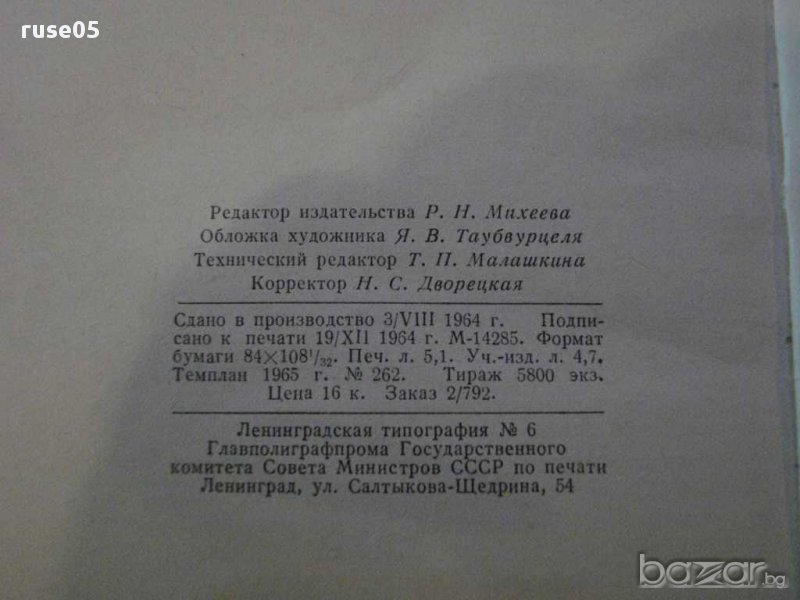 ruse05
Редактор издательства Р. Н. Михеева
Обложка художника Я. В. Таубвурцеля
Технический редактор Т. П. Малашкина
Корректор Н. С. Дворецкая
Сдано в производство 3/VIII 1964 г. Подпи-
сано к печати 19/XII 1964 г. М-14285. Формат
бумаги 84×108¹/₃₂. Печ. л. 5,1. Уч.-изд. л. 4,7.
Темплан 1965 г. № 262. Тираж 5800 экз.
Цена 16 к. Заказ 2/792.
Ленинградская типография № 6
Главполиграфпрома Государственного
комитета Совета Министров СССР по печати
Ленинград, ул. Салтыкова-Щедрина, 54
bazar.bg